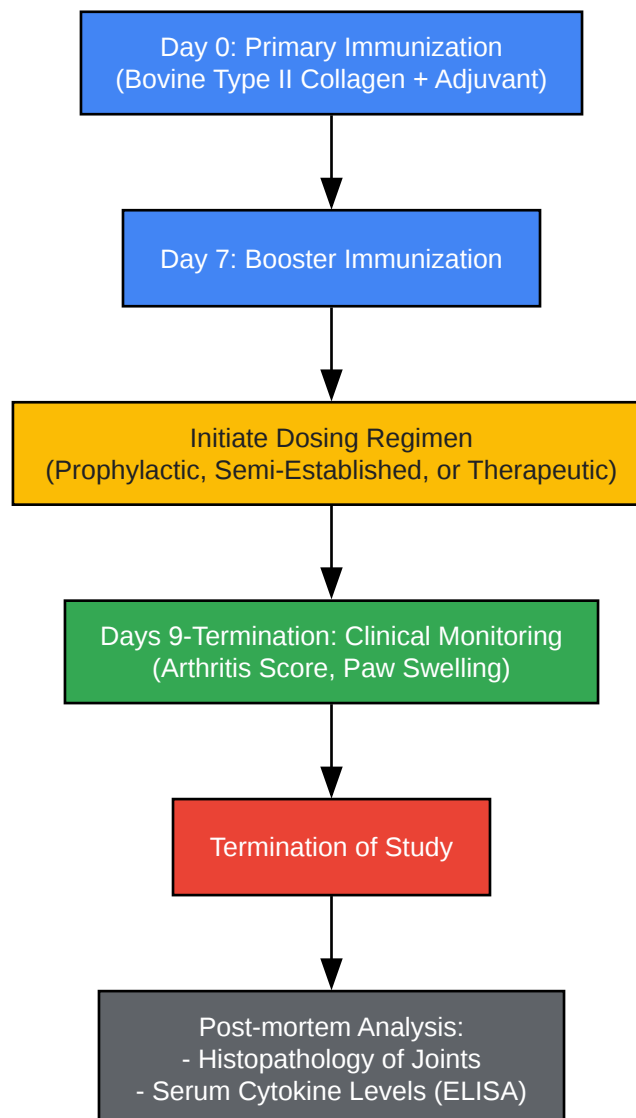 Day 0: Primary Immunization
(Bovine Type II Collagen + Adjuvant)
Day 7: Booster Immunization
Initiate Dosing Regimen
(Prophylactic, Semi-Established, or Therapeutic)
Days 9-Termination: Clinical Monitoring
(Arthritis Score, Paw Swelling)
Termination of Study
Post-mortem Analysis:
- Histopathology of Joints
- Serum Cytokine Levels (ELISA)